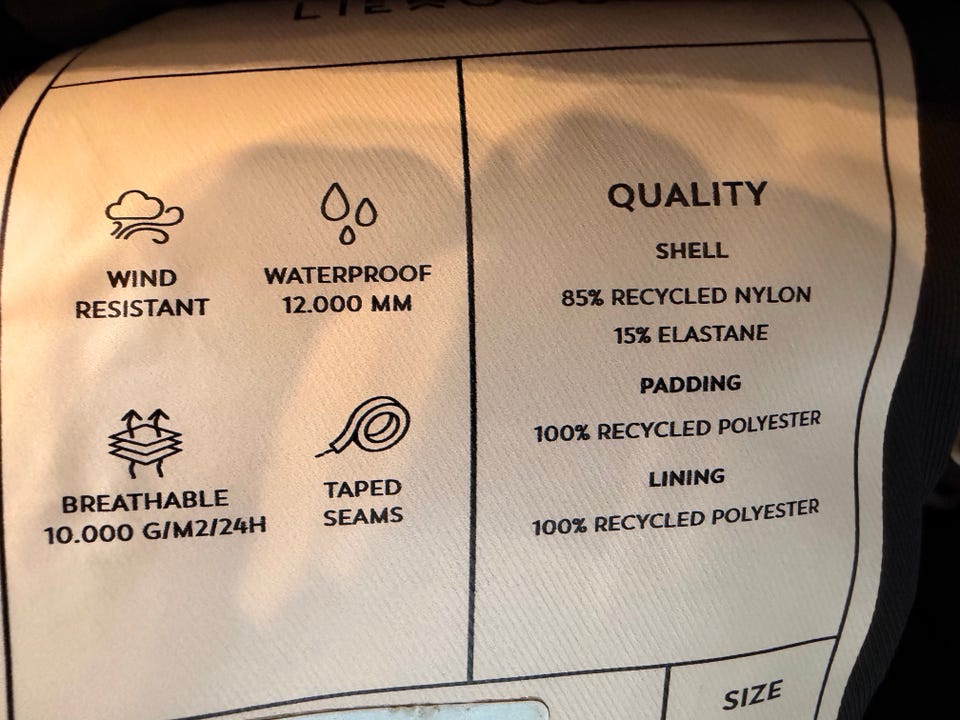 WIND
RESISTANT
WATERPROOF
12.000 MM
BREATHABLE
10.000 G/M2/24H
TAPED
SEAMS
QUALITY
SHELL
85% RECYCLED NYLON
15% ELASTANE
PADDING
100% RECYCLED POLYESTER
LINING
100% RECYCLED POLYESTER
SIZE